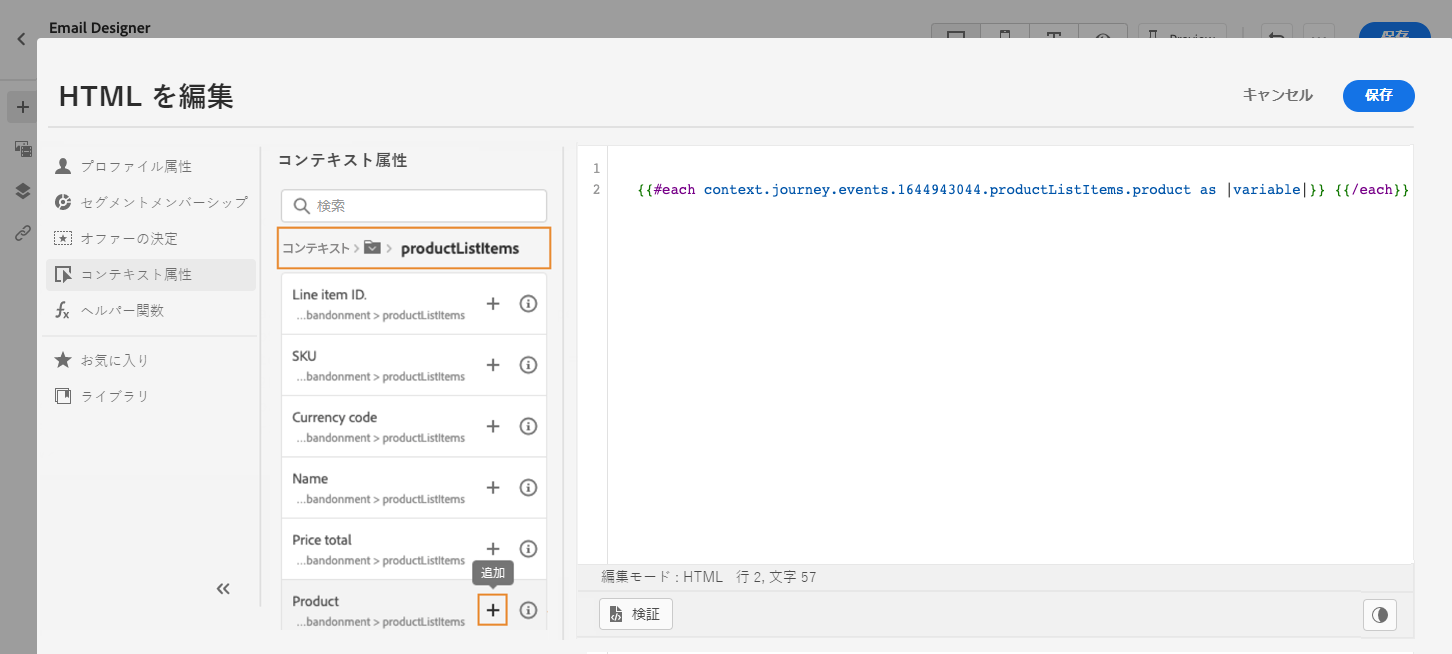 Email Designer
Preview
保存
HTML を編集
キャンセル
保存
プロファイル属性
セグメントメンバーシップ
オファーの決定
コンテキスト属性
ヘルパー関数
お気に入り
ライブラリ
コンテキスト属性
検索
コンテキスト > > productListItems
Line item ID.
...bandonment > productListItems
SKU
...bandonment > productListItems
Currency code
...bandonment > productListItems
Name
...bandonment > productListItems
Price total
...bandonment > productListItems
追加
Product
...bandonment > productListItems
1
2 {{#each context.journey.events.1644943044.productListItems.product as |variable|}} {{/each}}
編集モード : HTML 行 2, 文字 57
検証